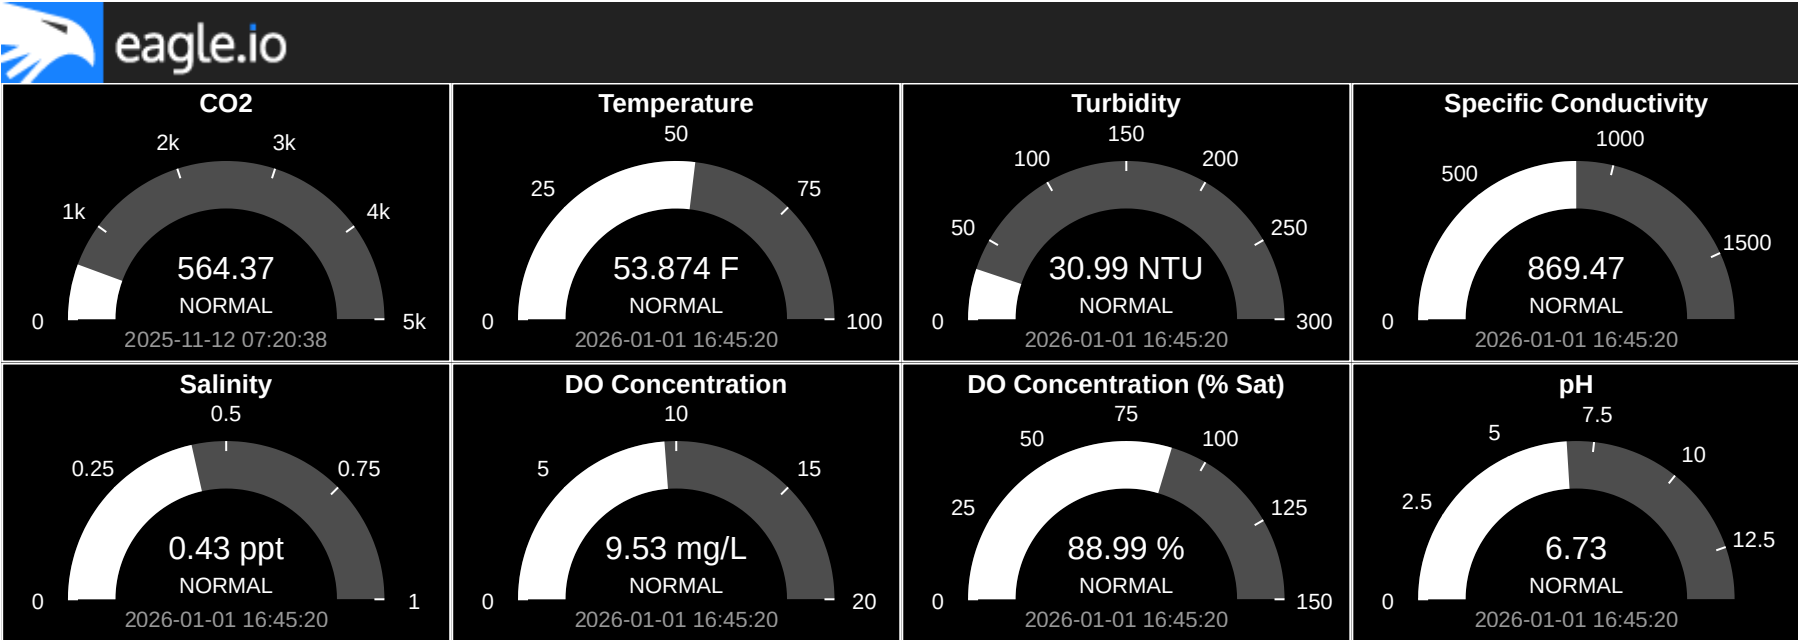 eagle.io
CO2
2k
3k
1k
4k
0
5k
564.37
NORMAL
2025-11-12 07:20:38
Temperature
50
25
75
0
100
53.874 F
NORMAL
2026-01-01 16:45:20
Turbidity
150
100
200
50
250
0
300
30.99 NTU
NORMAL
2026-01-01 16:45:20
Specific Conductivity
1000
500
1500
0
869.47
NORMAL
2026-01-01 16:45:20
Salinity
0.5
0.25
0.75
0
1
0.43 ppt
NORMAL
2026-01-01 16:45:20
DO Concentration
10
5
15
0
20
9.53 mg/L
NORMAL
2026-01-01 16:45:20
DO Concentration (% Sat)
75
50
100
25
125
0
150
88.99 %
NORMAL
2026-01-01 16:45:20
pH
7.5
5
10
2.5
12.5
0
6.73
NORMAL
2026-01-01 16:45:20